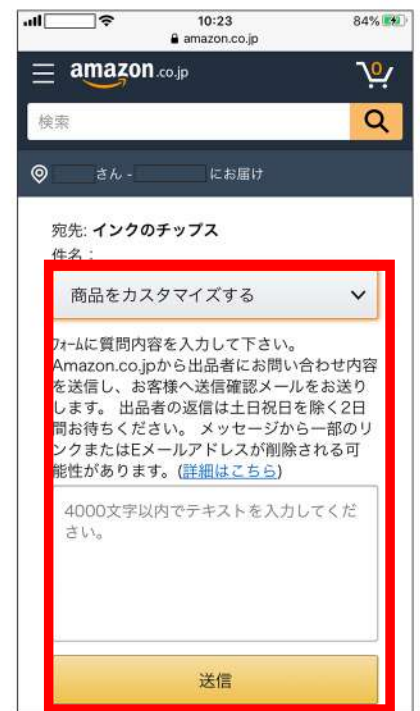 10:23
84%
amazon.co.jp
amazon.co.jp
0
検索
さん - にお届け
宛先: インクのチップス
件名：
商品をカスタマイズする
ﾌｫｰﾑに質問内容を入力して下さい。
Amazon.co.jpから出品者にお問い合わせ内容
を送信し、お客様へ送信確認メールをお送り
します。 出品者の返信は土日祝日を除く2日
間お待ちください。 メッセージから一部のリ
ンクまたはEメールアドレスが削除される可
能性があります。(詳細はこちら)
4000文字以内でテキストを入力してくだ
さい。
送信